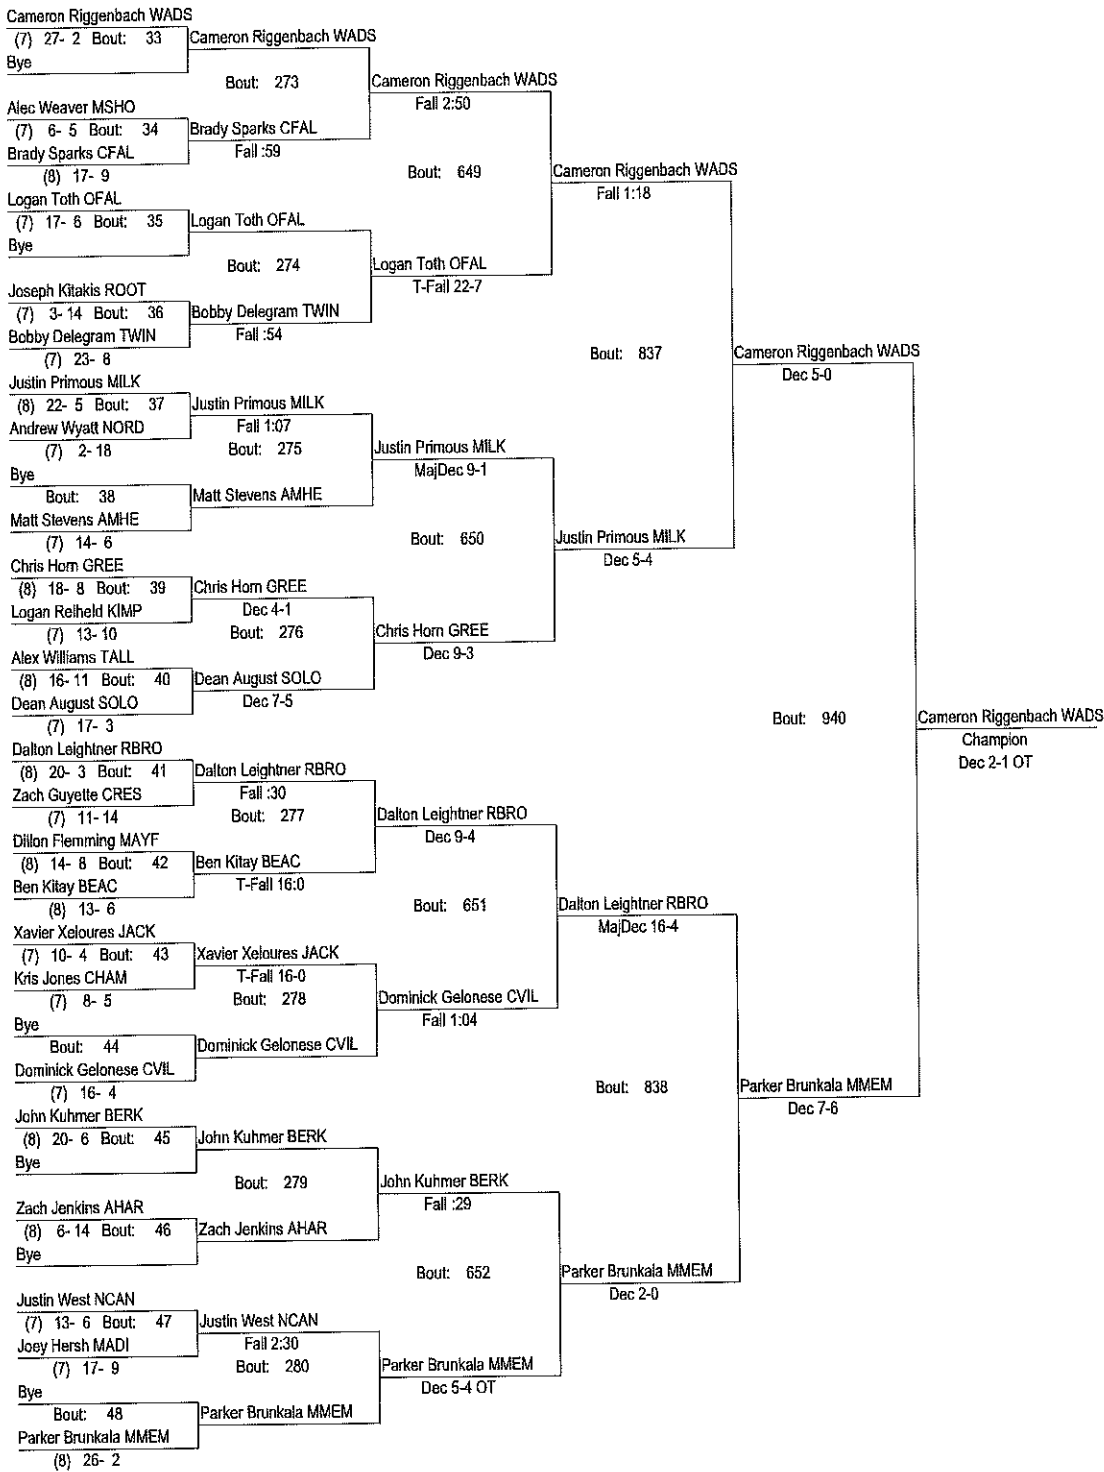 Cameron Riggenbach WADS
(7) 27- 2 Bout: 33
Bye
Cameron Riggenbach WADS
Bout: 273
Alec Weaver MSHO
(7) 6- 5 Bout: 34
Brady Sparks CFAL
(8) 17- 9
Brady Sparks CFAL
Fall :59
Cameron Riggenbach WADS
Fall 2:50
Bout: 649
Logan Toth OFAL
(7) 17- 6 Bout: 35
Bye
Logan Toth OFAL
Bout: 274
Joseph Kitakis ROOT
(7) 3- 14 Bout: 36
Bobby Delegram TWIN
(7) 23- 8
Bobby Delegram TWIN
Fall :54
Logan Toth OFAL
T-Fall 22-7
Cameron Riggenbach WADS
Fall 1:18
Bout: 837
Justin Primous MILK
(8) 22- 5 Bout: 37
Andrew Wyatt NORD
(7) 2- 18
Justin Primous MILK
Fall 1:07
Bout: 275
Bye
Bout: 38
Matt Stevens AMHE
(7) 14- 6
Matt Stevens AMHE
Justin Primous MILK
MajDec 9-1
Bout: 650
Chris Horn GREE
(8) 18- 8 Bout: 39
Logan Reiheld KIMP
(7) 13- 10
Chris Horn GREE
Dec 4-1
Bout: 276
Alex Williams TALL
(8) 16- 11 Bout: 40
Dean August SOLO
(7) 17- 3
Dean August SOLO
Dec 7-5
Chris Horn GREE
Dec 9-3
Justin Primous MILK
Dec 5-4
Cameron Riggenbach WADS
Dec 5-0
Bout: 940
Cameron Riggenbach WADS
Champion
Dec 2-1 OT
Dalton Leightner RBRO
(8) 20- 3 Bout: 41
Zach Guyette CRES
(7) 11- 14
Dalton Leightner RBRO
Fall :30
Bout: 277
Dillon Flemming MAYF
(8) 14- 8 Bout: 42
Ben Kitay BEAC
(8) 13- 6
Ben Kitay BEAC
T-Fall 16:0
Dalton Leightner RBRO
Dec 9-4
Bout: 651
Xavier Xeloures JACK
(7) 10- 4 Bout: 43
Kris Jones CHAM
(7) 8- 5
Xavier Xeloures JACK
T-Fall 16-0
Bout: 278
Bye
Bout: 44
Dominick Gelonese CVIL
(7) 16- 4
Dominick Gelonese CVIL
Dominick Gelonese CVIL
Fall 1:04
Dalton Leightner RBRO
MajDec 16-4
Bout: 838
John Kuhmer BERK
(8) 20- 6 Bout: 45
Bye
John Kuhmer BERK
Bout: 279
Zach Jenkins AHAR
(8) 6- 14 Bout: 46
Bye
Zach Jenkins AHAR
John Kuhmer BERK
Fall :29
Bout: 652
Justin West NCAN
(7) 13- 6 Bout: 47
Joey Hersh MADI
(7) 17- 9
Justin West NCAN
Fall 2:30
Bout: 280
Bye
Bout: 48
Parker Brunkala MMEM
(8) 26- 2
Parker Brunkala MMEM
Parker Brunkala MMEM
Dec 5-4 OT
Parker Brunkala MMEM
Dec 2-0
Parker Brunkala MMEM
Dec 7-6